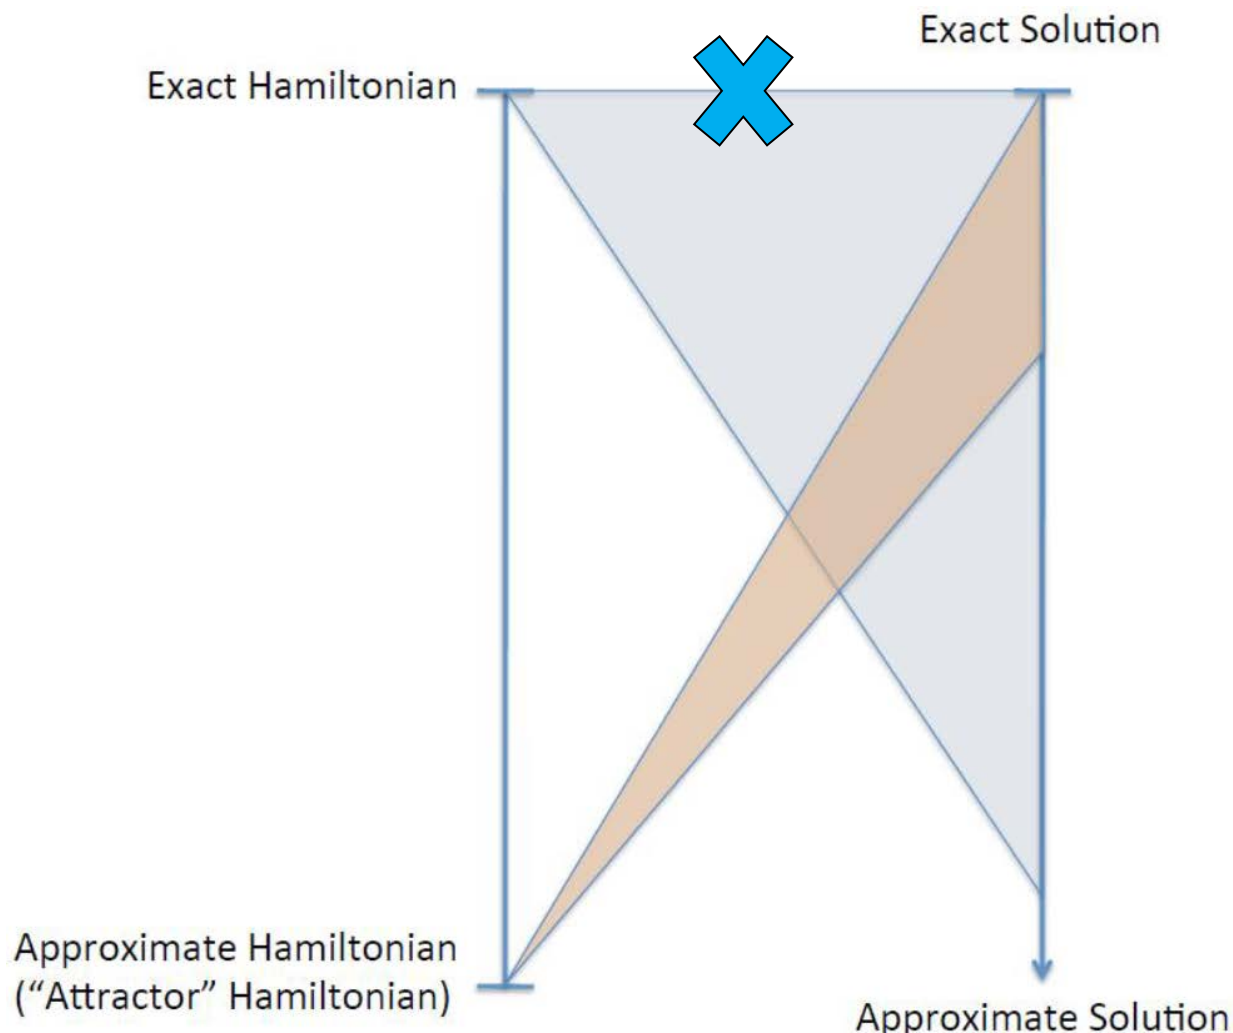 Exact Solution
Exact Hamiltonian
Approximate Hamiltonian
(“Attractor” Hamiltonian)
Approximate Solution